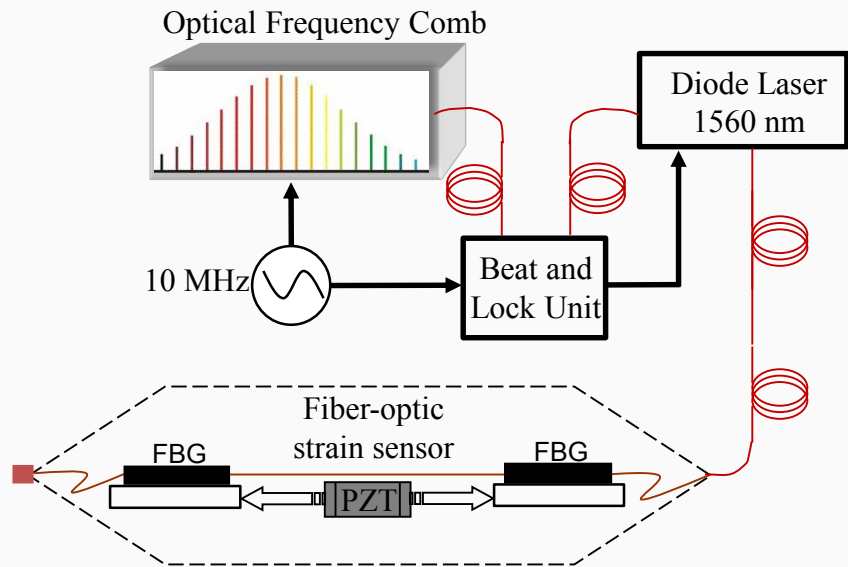 Optical Frequency Comb
Diode Laser
1560 nm
10 MHz
Beat and
Lock Unit
Fiber-optic
strain sensor
FBG
FBG
PZT